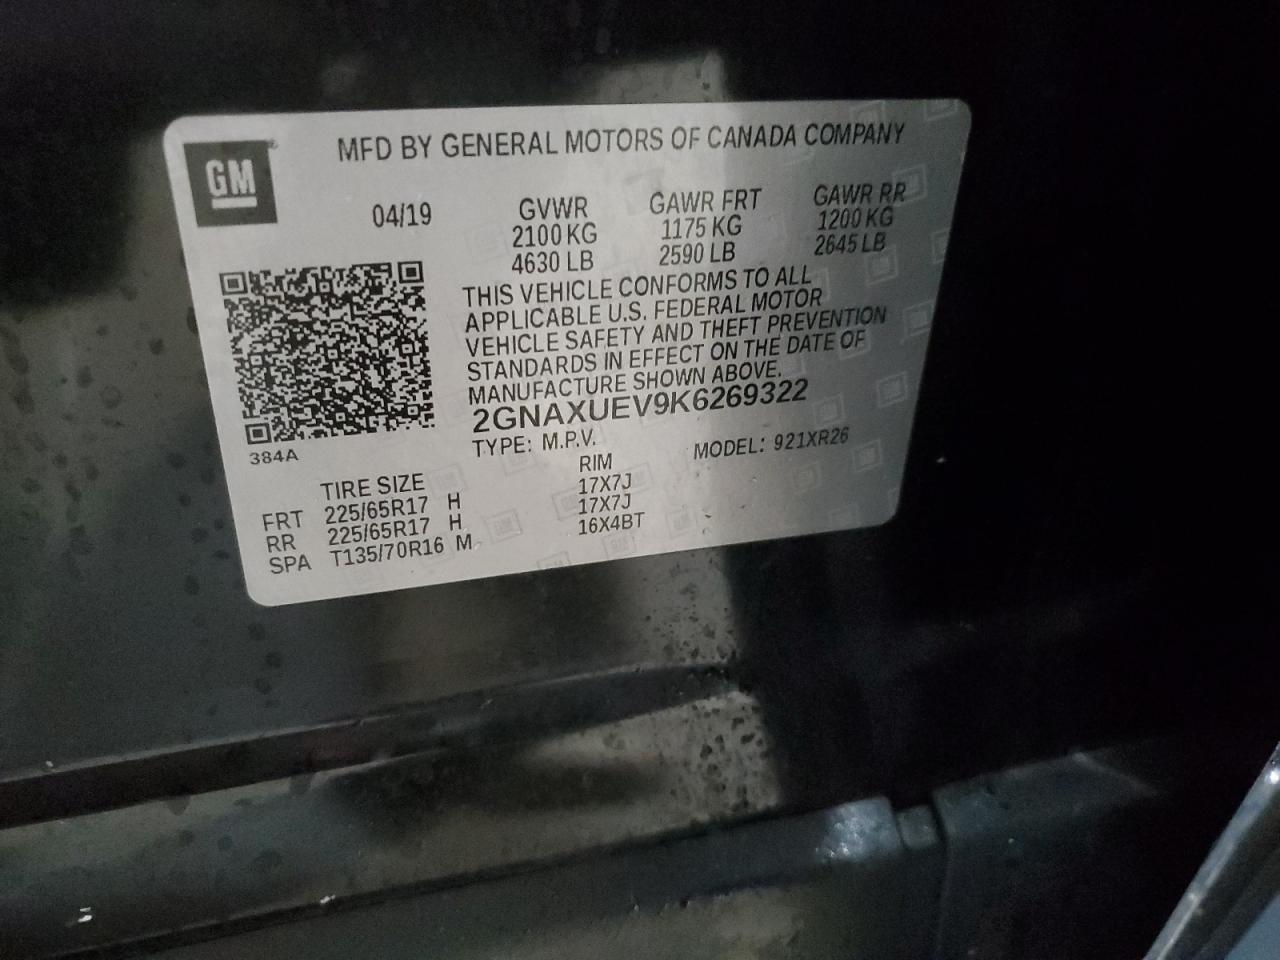 GM
MFD BY GENERAL MOTORS OF CANADA COMPANY
04/19
GVWR GAWR FRT GAWR RR
2100 KG 1175 KG 1200 KG
4630 LB 2590 LB 2645 LB
THIS VEHICLE CONFORMS TO ALL
APPLICABLE U.S. FEDERAL MOTOR
VEHICLE SAFETY AND THEFT PREVENTION
STANDARDS IN EFFECT ON THE DATE OF
MANUFACTURE SHOWN ABOVE.
2GNAXUEV9K6269322
TYPE: M.P.V. MODEL: 921XR26
384A
TIRE SIZE RIM
FRT 225/65R17 H 17X7J
RR 225/65R17 H 17X7J
SPA T135/70R16 M 16X4BT